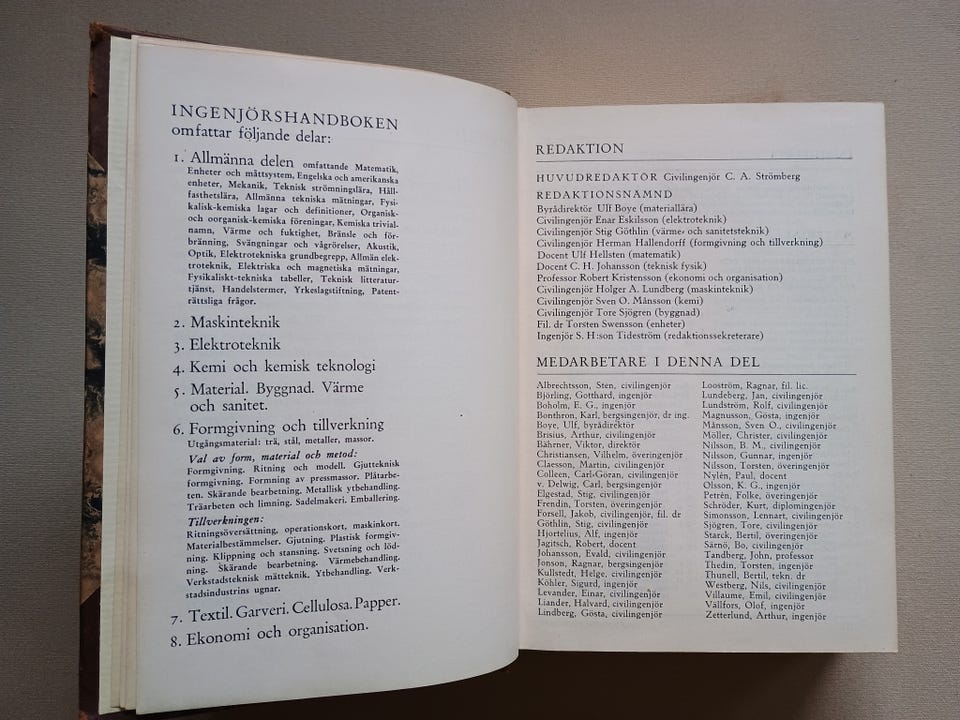 INGENJÖRSHANDBOKEN
omfattar följande delar:
1. Allmänna delen omfattande Matematik,
Enheter och måttsystem, Engelska och amerikanska
enheter, Mekanik, Teknisk strömningslära, Håll-
fasthetslära, Allmänna tekniska mätningar, Fysi-
kalisk-kemiska lagar och definitioner, Organisk-
och oorganisk-kemiska föreningar, Kemiska trivial-
namn, Värme och fuktighet, Bränsle och för-
bränning, Svängningar och vågrörelser, Akustik,
Optik, Elektrotekniska grundbegrepp, Allmän elek-
troteknik, Elektriska och magnetiska mätningar,
Fysikaliskt-tekniska tabeller, Teknisk litteratur-
tjänst, Handelstermer, Yrkeslagstiftning, Patent-
rättsliga frågor.
2. Maskinteknik
3. Elektroteknik
4. Kemi och kemisk teknologi
5. Material. Byggnad. Värme
och sanitet.
6. Formgivning och tillverkning
Utgångsmaterial: trä, stål, metaller, massor.
Val av form, material och metod:
Formgivning. Ritning och modell. Gjutteknisk
formgivning. Formning av pressmassor. Plåtarbe-
ten. Skärande bearbetning. Metallisk ytbehandling.
Träarbeten och limning. Sadelmakeri. Emballering.
Tillverkningen:
Ritningsöversättning, operationskort, maskinkort.
Materialbestämmelser. Gjutning. Plastisk formgiv-
ning. Klippning och stansning. Svetsning och löd-
ning. Skärande bearbetning. Värmebehandling.
Verkstadsteknisk mätteknik, Ytbehandling. Verk-
stadsindustrins ugnar.
7. Textil. Garveri. Cellulosa. Papper.
8. Ekonomi och organisation.
REDAKTION
HUVUDREDAKTÖR Civilingenjör C. A. Strömberg
REDAKTIONSNÄMND
Byrådirektör Ulf Boye (materiallära)
Civilingenjör Enar Eskilsson (elektroteknik)
Civilingenjör Stig Göthlin (värme- och sanitetsteknik)
Civilingenjör Herman Hallendorff (formgivning och tillverkning)
Docent Ulf Hellsten (matematik)
Docent C. H. Johansson (teknisk fysik)
Professor Robert Kristensson (ekonomi och organisation)
Civilingenjör Holger A. Lundberg (maskinteknik)
Civilingenjör Sven O. Månsson (kemi)
Civilingenjör Tore Sjögren (byggnad)
Fil. dr Torsten Swensson (enheter)
Ingenjör S. H:son Tideström (redaktionssekreterare)
MEDARBETARE I DENNA DEL
Albrechtsson, Sten, civilingenjör
Björling, Gotthard, ingenjör
Boholm, E. G., ingenjör
Bonthron, Karl, bergsingenjör, dr ing.
Boye, Ulf, byrådirektör
Brisius, Arthur, civilingenjör
Bährner, Viktor, direktör
Christiansen, Vilhelm, överingenjör
Claesson, Martin, civilingenjör
Colleen, Carl-Göran, civilingenjör
v. Delwig, Carl, bergsingenjör
Elgestad, Stig, civilingenjör
Frendin, Torsten, överingenjör
Forsell, Jakob, civilingenjör, fil. dr
Göthlin, Stig, civilingenjör
Hjortelius, Alf, ingenjör
Jagitsch, Robert, docent
Johansson, Evald, civilingenjör
Jonson, Ragnar, bergsingenjör
Kullstedt, Helge, civilingenjör
Köhler, Sigurd, ingenjör
Levander, Einar, civilingenjör
Liander, Halvard, civilingenjör
Lindberg, Gösta, civilingenjör
Looström, Ragnar, fil. lic.
Lundeberg, Jan, civilingenjör
Lundström, Rolf, civilingenjör
Magnusson, Gösta, ingenjör
Månsson, Sven O., civilingenjör
Möller, Christer, civilingenjör
Nilsson, B. M., civilingenjör
Nilsson, Gunnar, ingenjör
Nilsson, Torsten, överingenjör
Nylén, Paul, docent
Olsson, K. G., ingenjör
Petrén, Folke, överingenjör
Schröder, Kurt, diplomingenjör
Simonsson, Lennart, civilingenjör
Sjögren, Tore, civilingenjör
Starck, Bertil, överingenjör
Särnö, Bo, civilingenjör
Tandberg, John, professor
Thedin, Torsten, ingenjör
Thunell, Bertil, tekn. dr
Westberg, Nils, civilingenjör
Villaume, Emil, civilingenjör
Vallfors, Olof, ingenjör
Zetterlund, Arthur, ingenjör